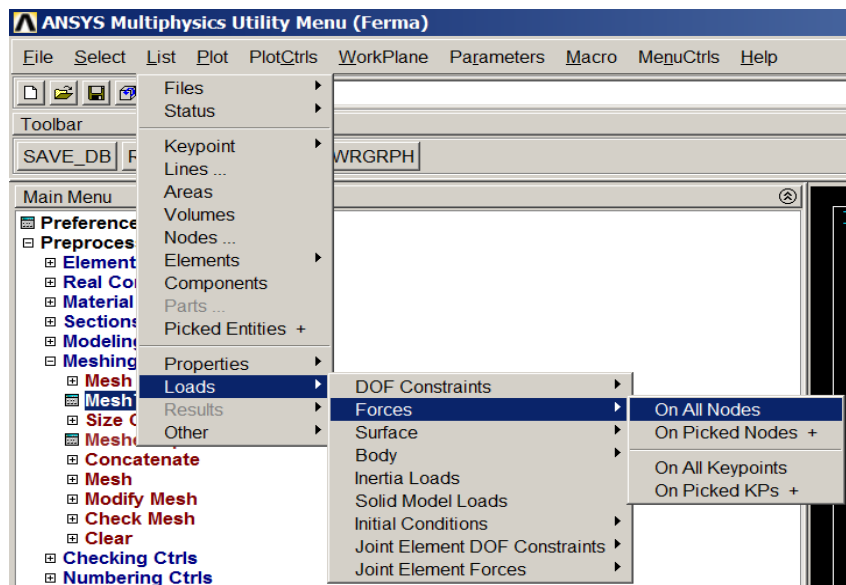 ANSYS Multiphysics Utility Menu (Ferma)
File Select List Plot PlotCtrls WorkPlane Parameters Macro MenuCtrls Help
Toolbar
SAVE_DB WRGRPH
Main Menu
Preference
Preproces
Element
Real Co
Material
Sections
Modeling
Meshing
Mesh
Mesh
Size
Meshe
Concatenate
Mesh
Modify Mesh
Check Mesh
Clear
Checking Ctrls
Numbering Ctrls
Files
Status
Keypoint
Lines ...
Areas
Volumes
Nodes ...
Elements
Components
Parts ...
Picked Entities +
Properties
Loads
Results
Other
DOF Constraints
Forces
Surface
Body
Inertia Loads
Solid Model Loads
Initial Conditions
Joint Element DOF Constraints
Joint Element Forces
On All Nodes
On Picked Nodes +
On All Keypoints
On Picked KPs +